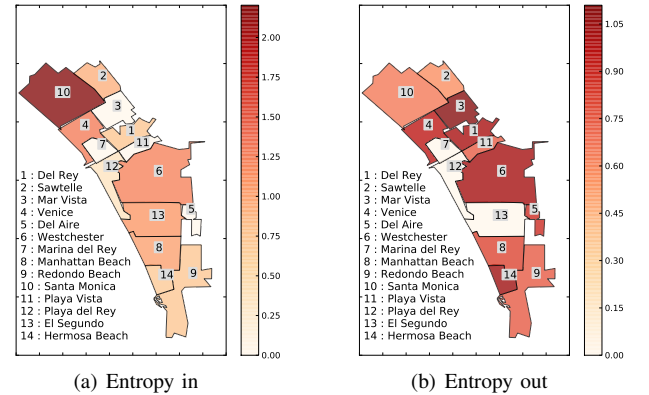 10
2
3
4
1
7
11
12
6
5
13
8
9
14
1 : Del Rey
2 : Sawtelle
3 : Mar Vista
4 : Venice
5 : Del Aire
6 : Westchester
7 : Marina del Rey
8 : Manhattan Beach
9 : Redondo Beach
10 : Santa Monica
11 : Playa Vista
12 : Playa del Rey
13 : El Segundo
14 : Hermosa Beach
2.00
1.75
1.50
1.25
1.00
0.75
0.50
0.25
0.00
(a) Entropy in
10
2
3
4
1
7
11
12
6
5
13
8
9
14
1 : Del Rey
2 : Sawtelle
3 : Mar Vista
4 : Venice
5 : Del Aire
6 : Westchester
7 : Marina del Rey
8 : Manhattan Beach
9 : Redondo Beach
10 : Santa Monica
11 : Playa Vista
12 : Playa del Rey
13 : El Segundo
14 : Hermosa Beach
1.05
0.90
0.75
0.60
0.45
0.30
0.15
0.00
(b) Entropy out